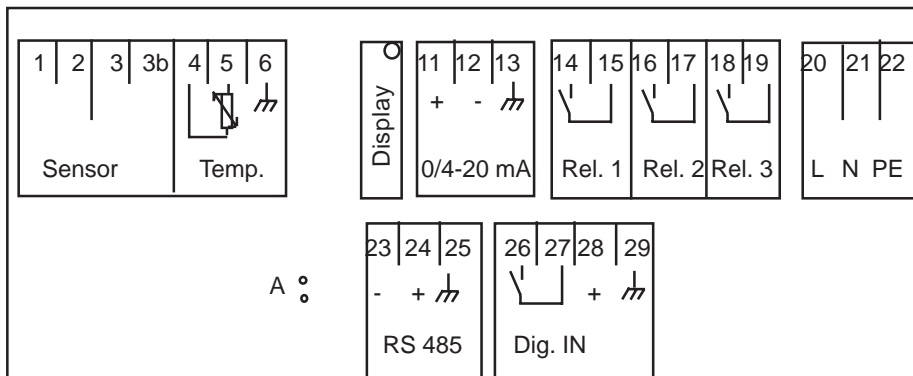 1 2 3 3b 4 5 6
Sensor Temp.
Display
11 12 13
+ -
0/4-20 mA
14 15 16 17 18 19
Rel. 1 Rel. 2 Rel. 3
20 21 22
L N PE
A
23 24 25
- +
RS 485
26 27 28 29
+
Dig. IN